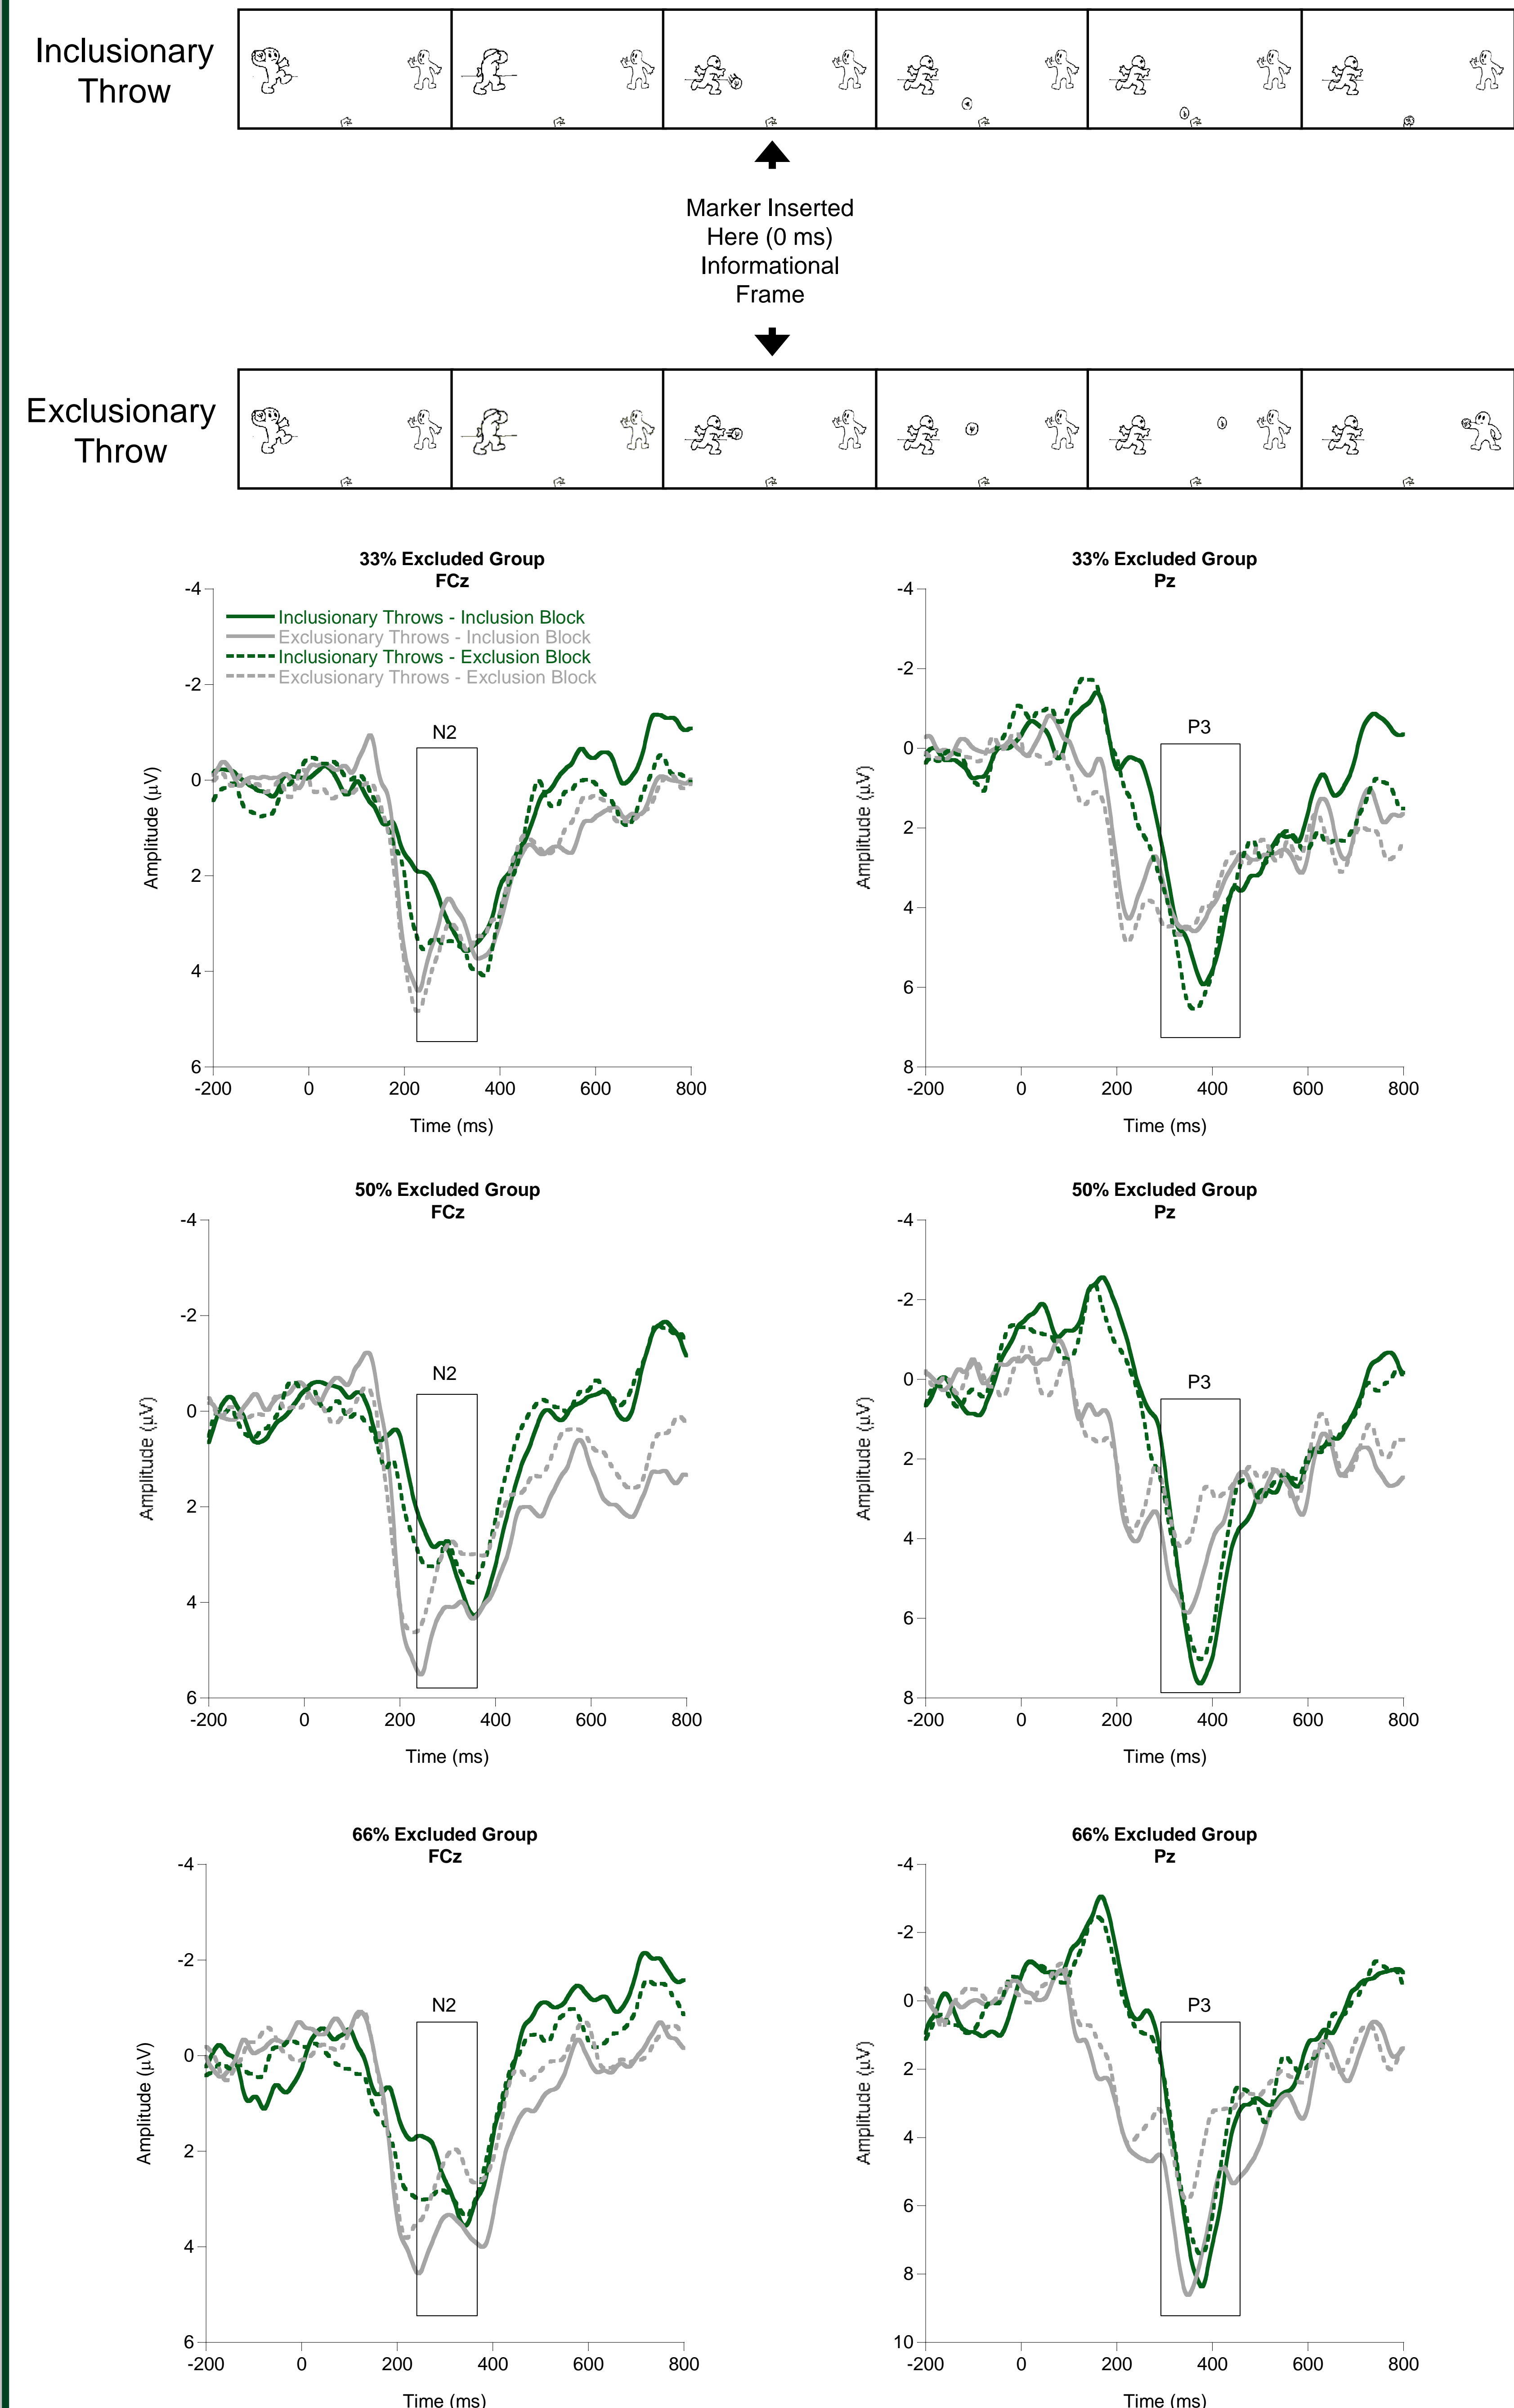 Inclusionary
Throw
Marker Inserted
Here (0 ms)
Informational
Frame
Exclusionary
Throw
33% Excluded Group
FCz
-4
-2
0
2
4
6
Amplitude (µV)
Inclusionary Throws - Inclusion Block
Exclusionary Throws - Inclusion Block
Inclusionary Throws - Exclusion Block
Exclusionary Throws - Exclusion Block
N2
-200 0 200 400 600 800
Time (ms)
33% Excluded Group
Pz
-4
-2
0
2
4
6
8
Amplitude (µV)
P3
-200 0 200 400 600 800
Time (ms)
50% Excluded Group
FCz
-4
-2
0
2
4
6
Amplitude (µV)
N2
-200 0 200 400 600 800
Time (ms)
50% Excluded Group
Pz
-4
-2
0
2
4
6
8
Amplitude (µV)
P3
-200 0 200 400 600 800
Time (ms)
66% Excluded Group
FCz
-4
-2
0
2
4
6
Amplitude (µV)
N2
-200 0 200 400 600 800
Time (ms)
66% Excluded Group
Pz
-4
-2
0
2
4
6
8
10
Amplitude (µV)
P3
-200 0 200 400 600 800
Time (ms)